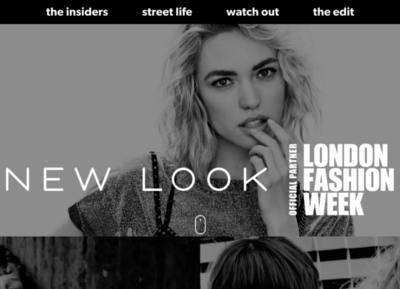 the insiders street life watch out the edit
NEW LOOK
OFFICIAL PARTNER
LONDON
FASHION
WEEK